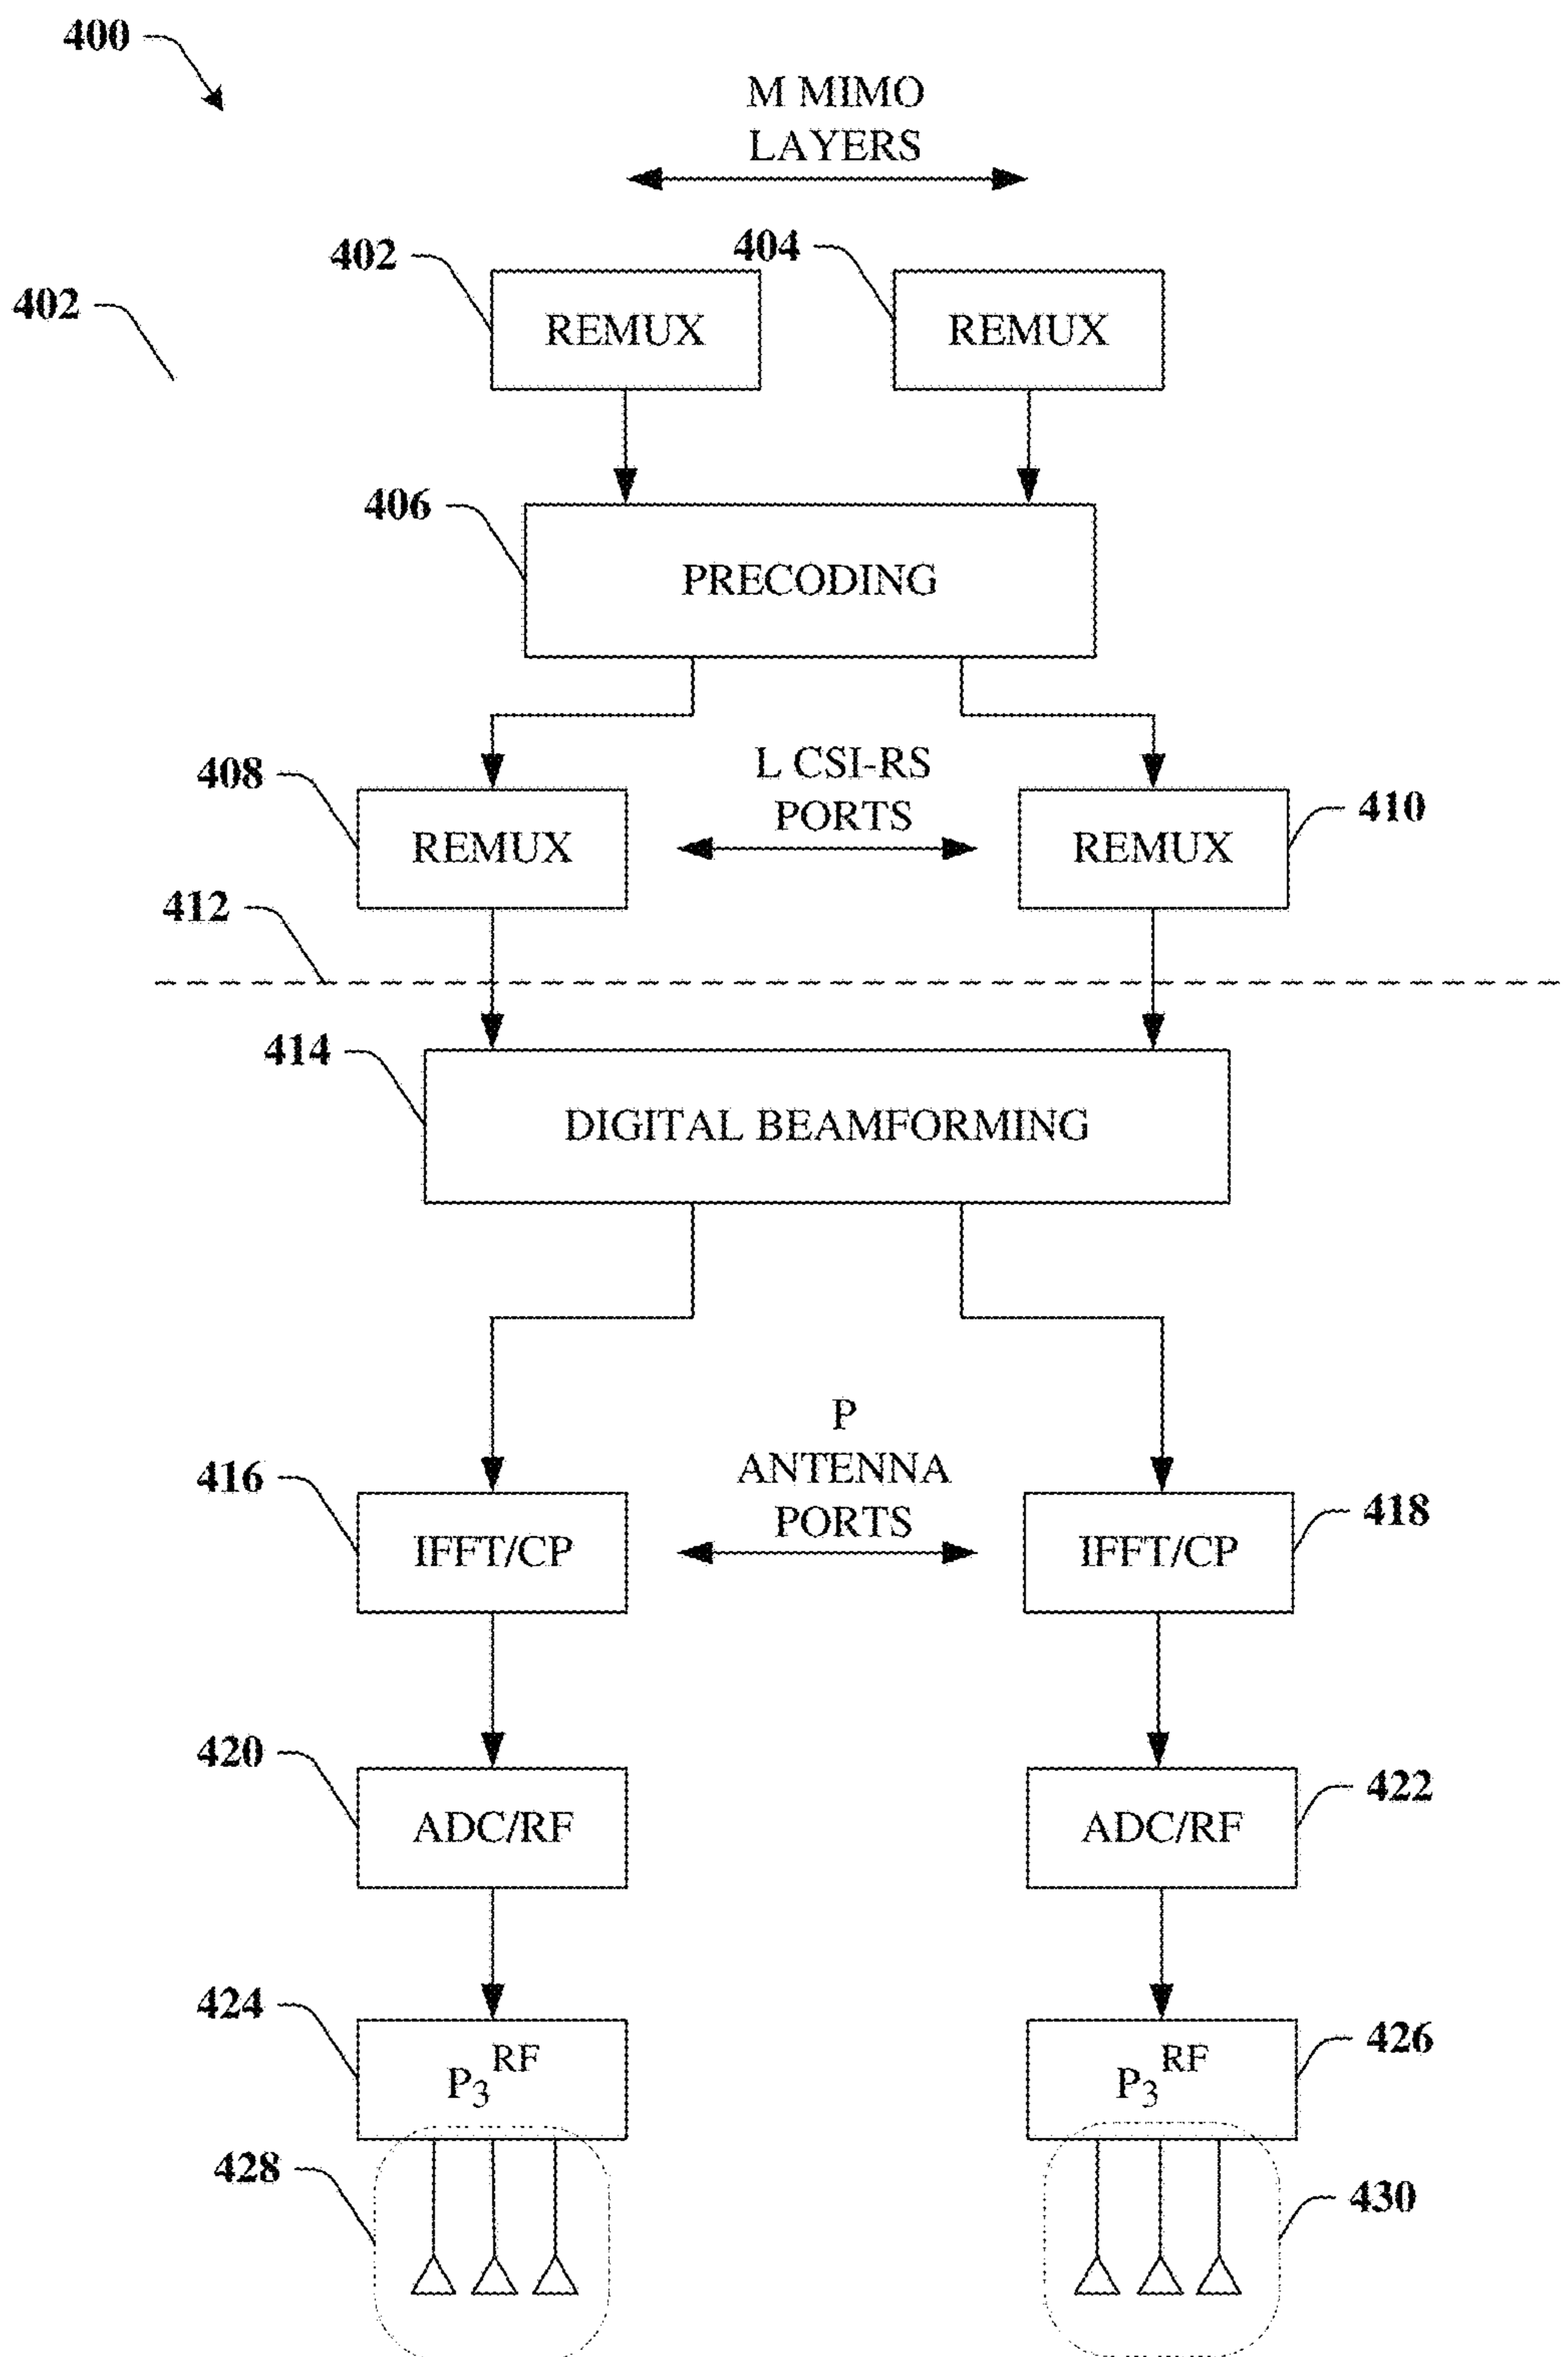 400
M MIMO
LAYERS
402
402
404
REMUX
REMUX
406
PRECODING
408
L CSI-RS
PORTS
410
REMUX
REMUX
412
414
DIGITAL BEAMFORMING
P
ANTENNA
PORTS
416
418
IFFT/CP
IFFT/CP
420
422
ADC/RF
ADC/RF
424
426
P3RF
P3RF
428
430